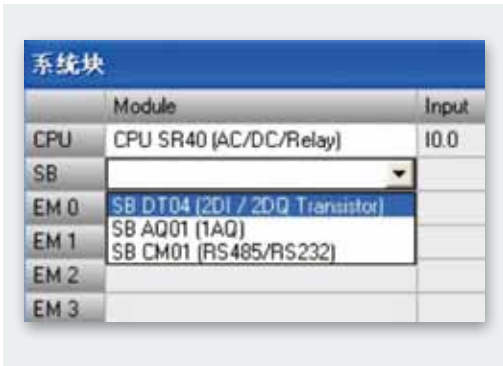 系统块
Module Input
CPU CPU SR40 (AC/DC/Relay) I0.0
SB
EM 0 SB DT04 (2DI / 2DQ Transistor)
EM 1 SB AQ01 (1AQ)
SB CM01 (RS485/RS232)
EM 2
EM 3